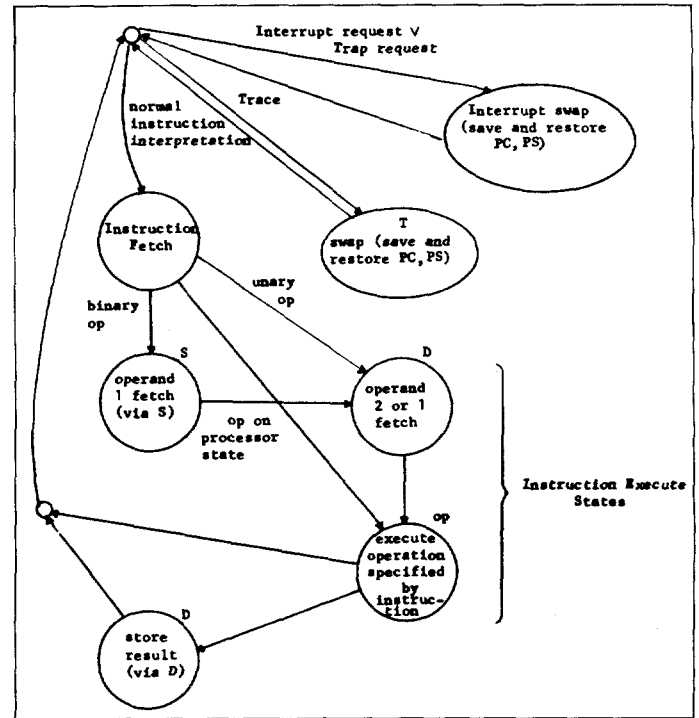 Interrupt request V
Trap request
normal
instruction
interpretation
Trace
Interrupt swap
(save and restore
PC, PS)
Instruction
Fetch
T
swap (save and
restore PC, PS)
binary
op
unary
op
S
operand
1 fetch
(via S)
D
operand
2 or 1
fetch
op on
processor
state
Instruction Execute
States
op
execute
operation
specified
by
instruc-
tion
D
store
result
(via D)